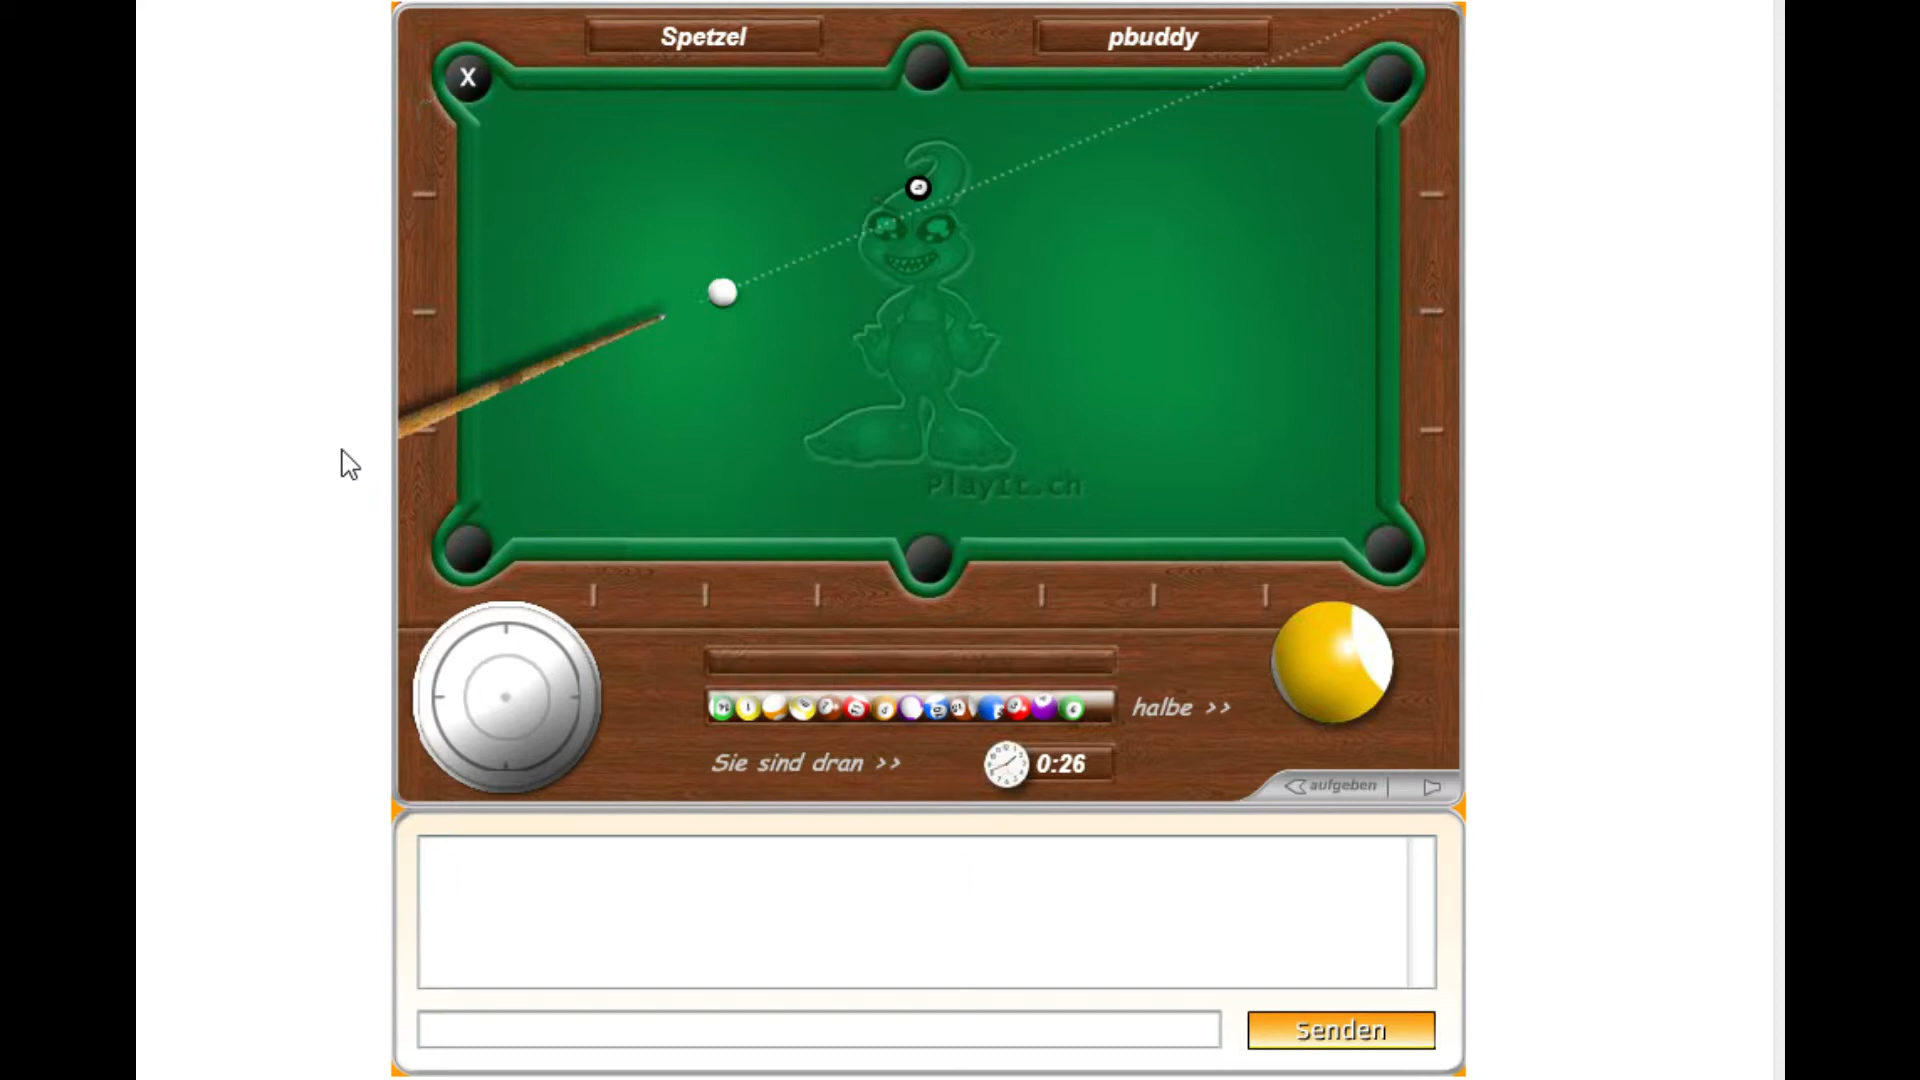 Spetzel
pbuddy
X
PlayIt.ch
halbe >>
Sie sind dran >>
0:26
aufgeben
Senden